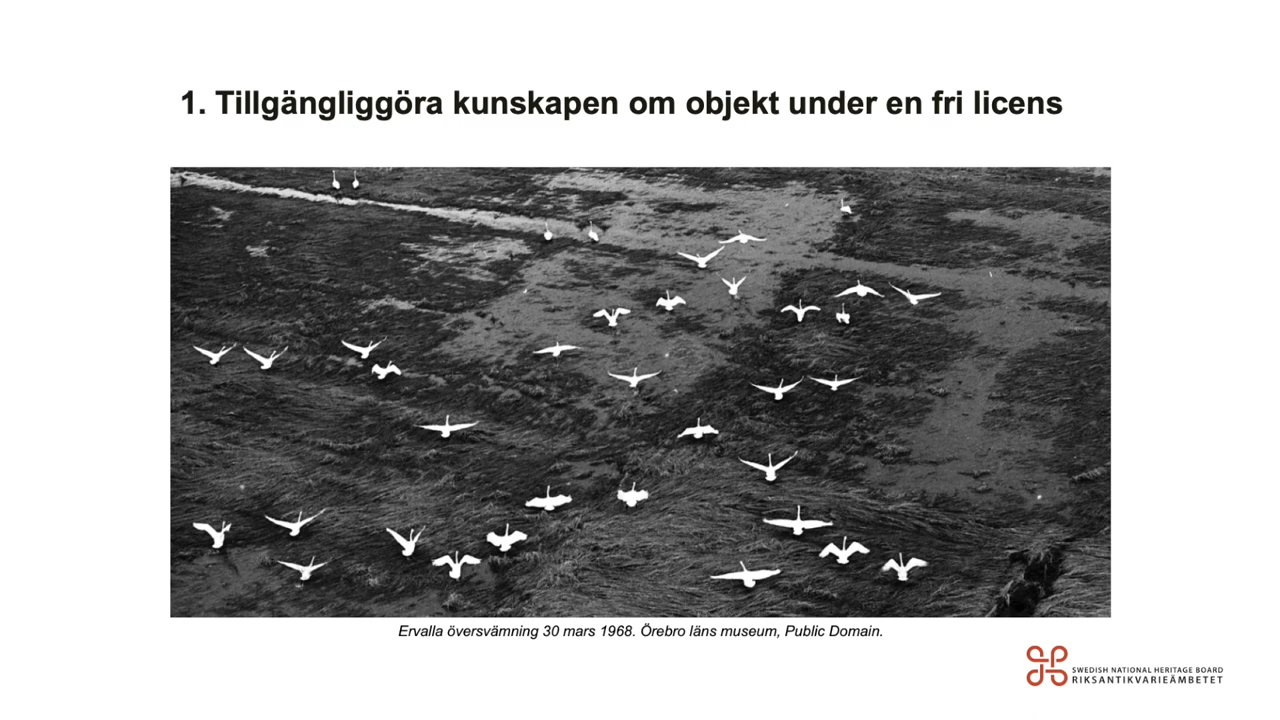 1. Tillgängliggöra kunskapen om objekt under en fri licens
Ervalla översvämning 30 mars 1968. Örebro läns museum, Public Domain.
SWEDISH NATIONAL HERITAGE BOARD
RIKSANTIKVARIEÄMBETET